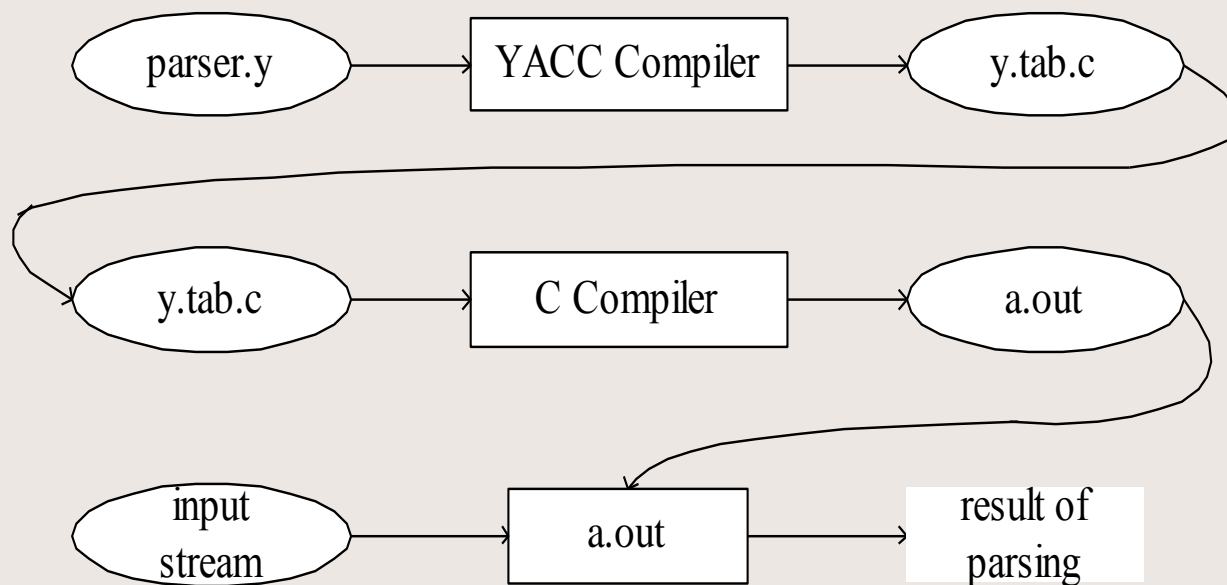 parser.y
YACC Compiler
y.tab.c
y.tab.c
C Compiler
a.out
input
stream
a.out
result of
parsing